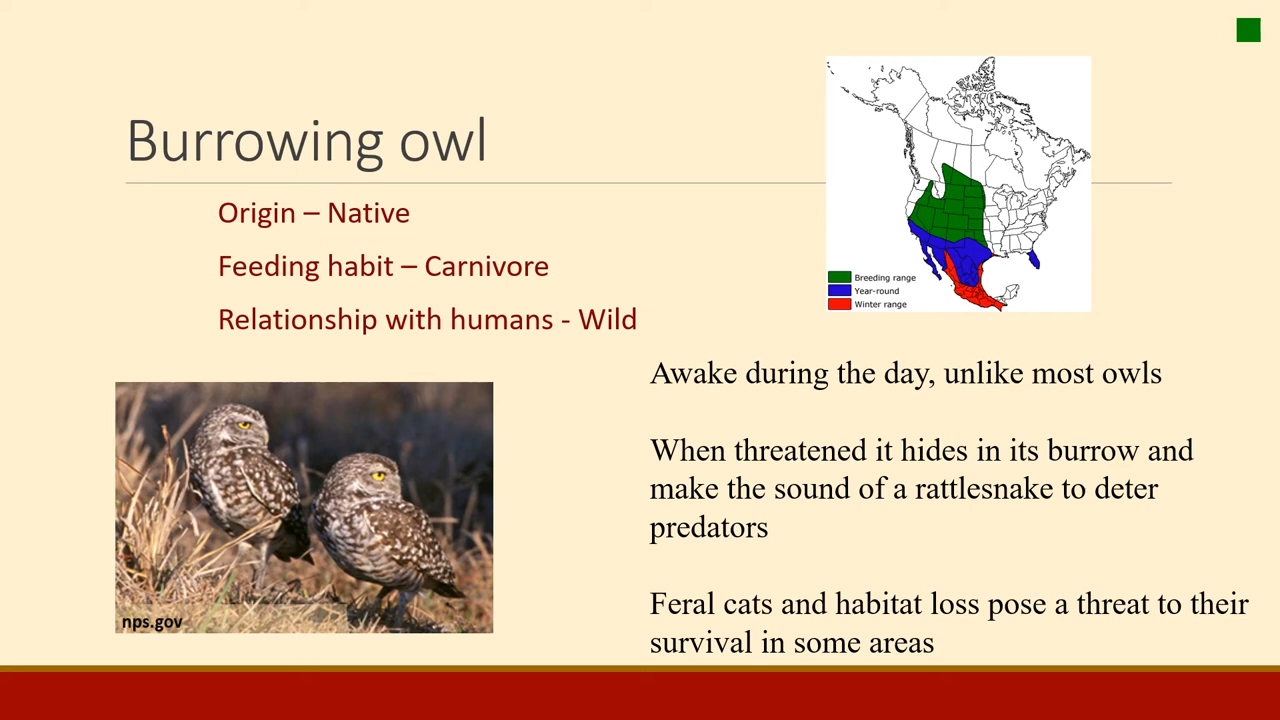 Burrowing owl
Origin – Native
Feeding habit – Carnivore
Relationship with humans - Wild
Breeding range
Year-round
Winter range
Awake during the day, unlike most owls
When threatened it hides in its burrow and
make the sound of a rattlesnake to deter
predators
Feral cats and habitat loss pose a threat to their
survival in some areas
nps.gov